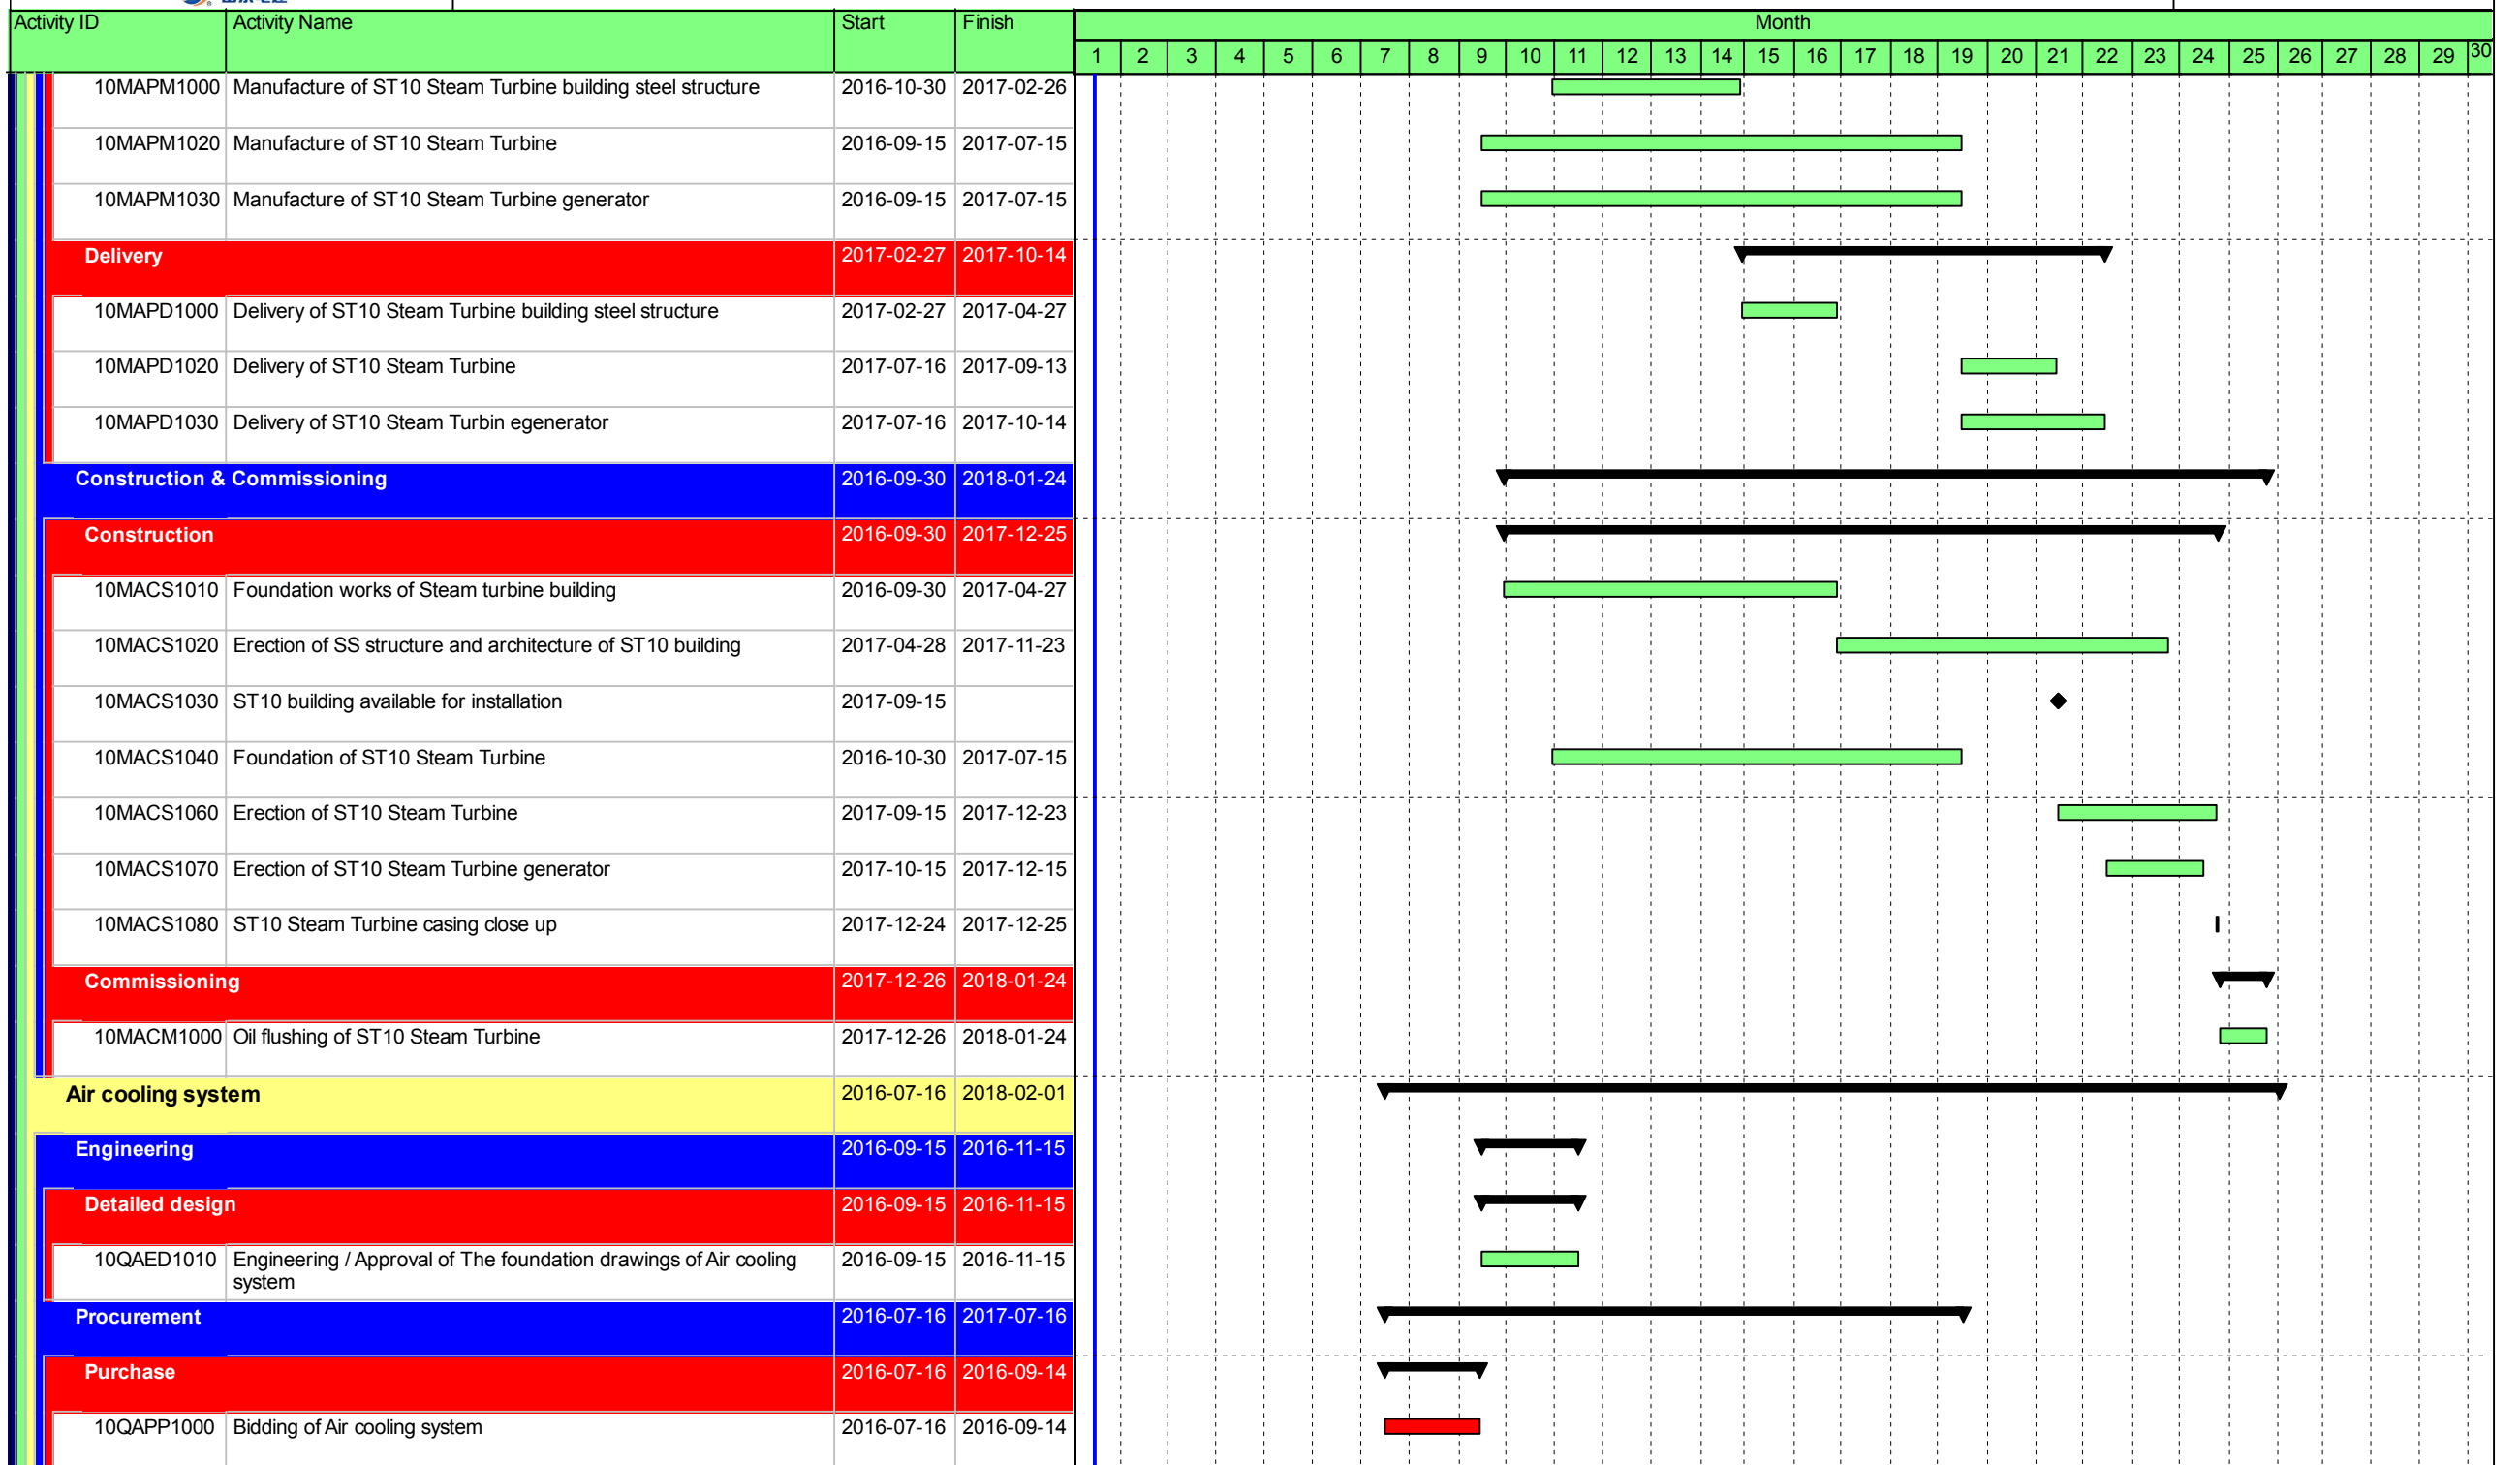 Activity ID Activity Name Start Finish Month
1 2 3 4 5 6 7 8 9 10 11 12 13 14 15 16 17 18 19 20 21 22 23 24 25 26 27 28 29 30
10MAPM1000 Manufacture of ST10 Steam Turbine building steel structure 2016-10-30 2017-02-26
10MAPM1020 Manufacture of ST10 Steam Turbine 2016-09-15 2017-07-15
10MAPM1030 Manufacture of ST10 Steam Turbine generator 2016-09-15 2017-07-15
Delivery 2017-02-27 2017-10-14
10MAPD1000 Delivery of ST10 Steam Turbine building steel structure 2017-02-27 2017-04-27
10MAPD1020 Delivery of ST10 Steam Turbine 2017-07-16 2017-09-13
10MAPD1030 Delivery of ST10 Steam Turbin egenerator 2017-07-16 2017-10-14
Construction & Commissioning 2016-09-30 2018-01-24
Construction 2016-09-30 2017-12-25
10MACS1010 Foundation works of Steam turbine building 2016-09-30 2017-04-27
10MACS1020 Erection of SS structure and architecture of ST10 building 2017-04-28 2017-11-23
10MACS1030 ST10 building available for installation 2017-09-15
10MACS1040 Foundation of ST10 Steam Turbine 2016-10-30 2017-07-15
10MACS1060 Erection of ST10 Steam Turbine 2017-09-15 2017-12-23
10MACS1070 Erection of ST10 Steam Turbine generator 2017-10-15 2017-12-15
10MACS1080 ST10 Steam Turbine casing close up 2017-12-24 2017-12-25
Commissioning 2017-12-26 2018-01-24
10MACM1000 Oil flushing of ST10 Steam Turbine 2017-12-26 2018-01-24
Air cooling system 2016-07-16 2018-02-01
Engineering 2016-09-15 2016-11-15
Detailed design 2016-09-15 2016-11-15
10QAED1010 Engineering / Approval of The foundation drawings of Air cooling 2016-09-15 2016-11-15
system
Procurement 2016-07-16 2017-07-16
Purchase 2016-07-16 2016-09-14
10QAPP1000 Bidding of Air cooling system 2016-07-16 2016-09-14